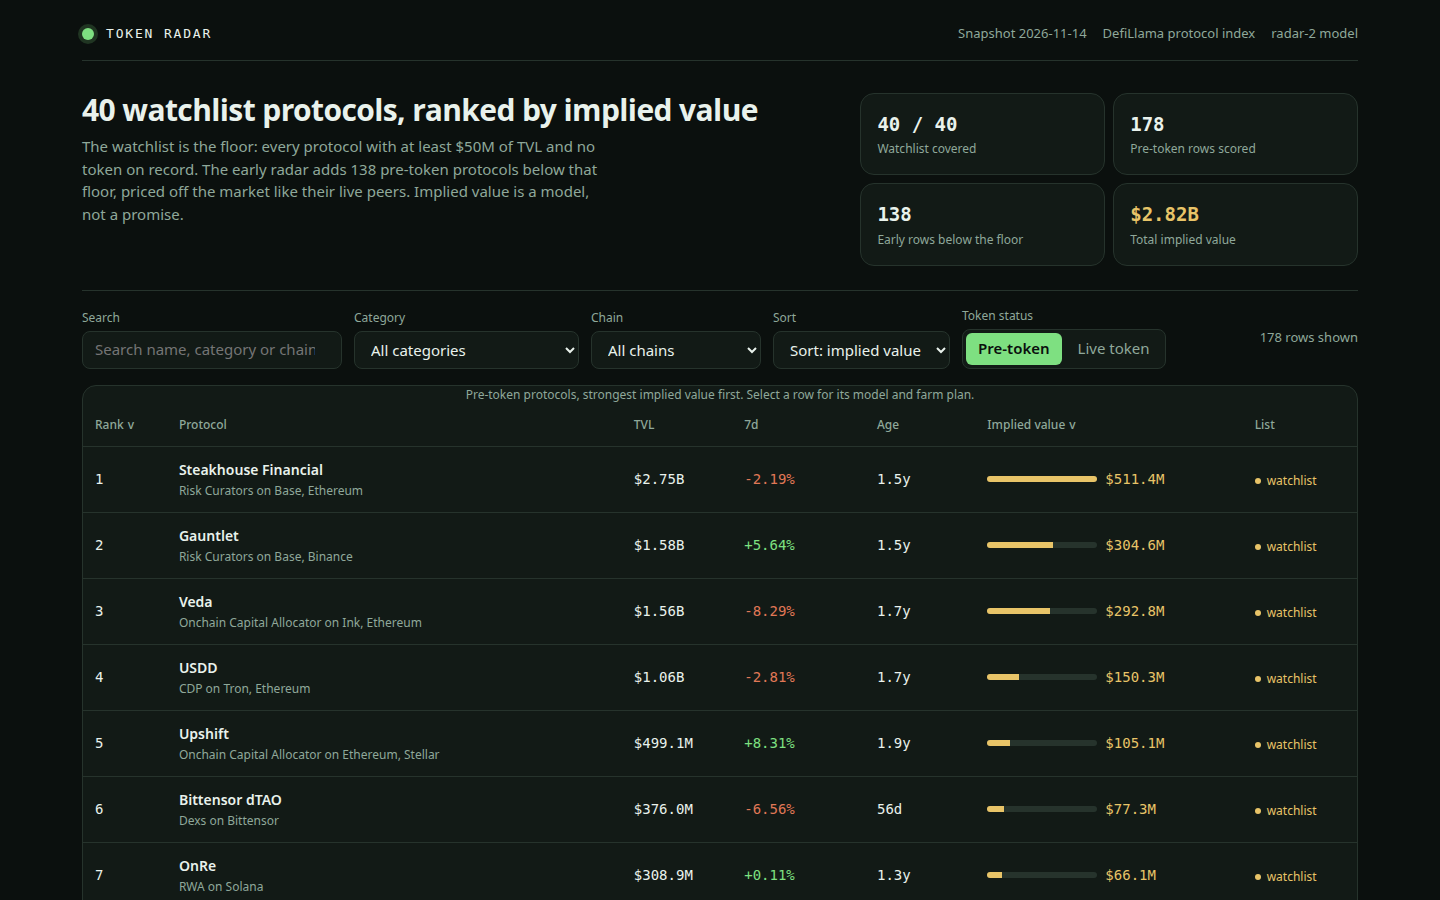 TOKEN RADAR
Snapshot 2026-11-14 DefiLlama protocol index radar-2 model
40 watchlist protocols, ranked by implied value
The watchlist is the floor: every protocol with at least $50M of TVL and no
token on record. The early radar adds 138 pre-token protocols below that
floor, priced off the market like their live peers. Implied value is a model,
not a promise.
40 / 40
Watchlist covered
178
Pre-token rows scored
138
Early rows below the floor
$2.82B
Total implied value
Search Category Chain Sort Token status
Search name, category or chain All categories All chains Sort: implied value Pre-token Live token 178 rows shown
Pre-token protocols, strongest implied value first. Select a row for its model and farm plan.
Rank v Protocol TVL 7d Age Implied value v List
1 Steakhouse Financial $2.75B -2.19% 1.5y $511.4M watchlist
Risk Curators on Base, Ethereum
2 Gauntlet $1.58B +5.64% 1.5y $304.6M watchlist
Risk Curators on Base, Binance
3 Veda $1.56B -8.29% 1.7y $292.8M watchlist
Onchain Capital Allocator on Ink, Ethereum
4 USDD $1.06B -2.81% 1.7y $150.3M watchlist
CDP on Tron, Ethereum
5 Upshift $499.1M +8.31% 1.9y $105.1M watchlist
Onchain Capital Allocator on Ethereum, Stellar
6 Bittensor dTAO $376.0M -6.56% 56d $77.3M watchlist
Dexs on Bittensor
7 OnRe $308.9M +0.11% 1.3y $66.1M watchlist
RWA on Solana